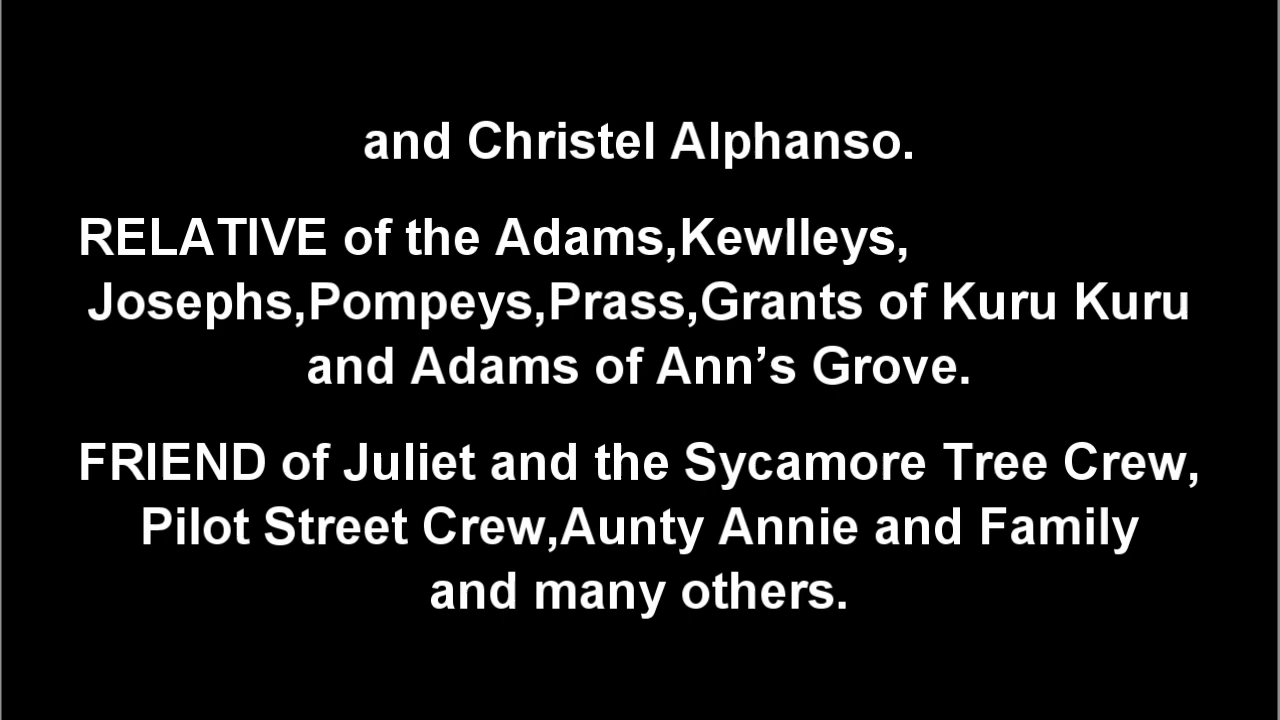 and Christel Alphanso.
RELATIVE of the Adams,Kewlleys,
Josephs,Pompeys,Prass,Grants of Kuru Kuru
and Adams of Ann’s Grove.
FRIEND of Juliet and the Sycamore Tree Crew,
Pilot Street Crew,Aunty Annie and Family
and many others.